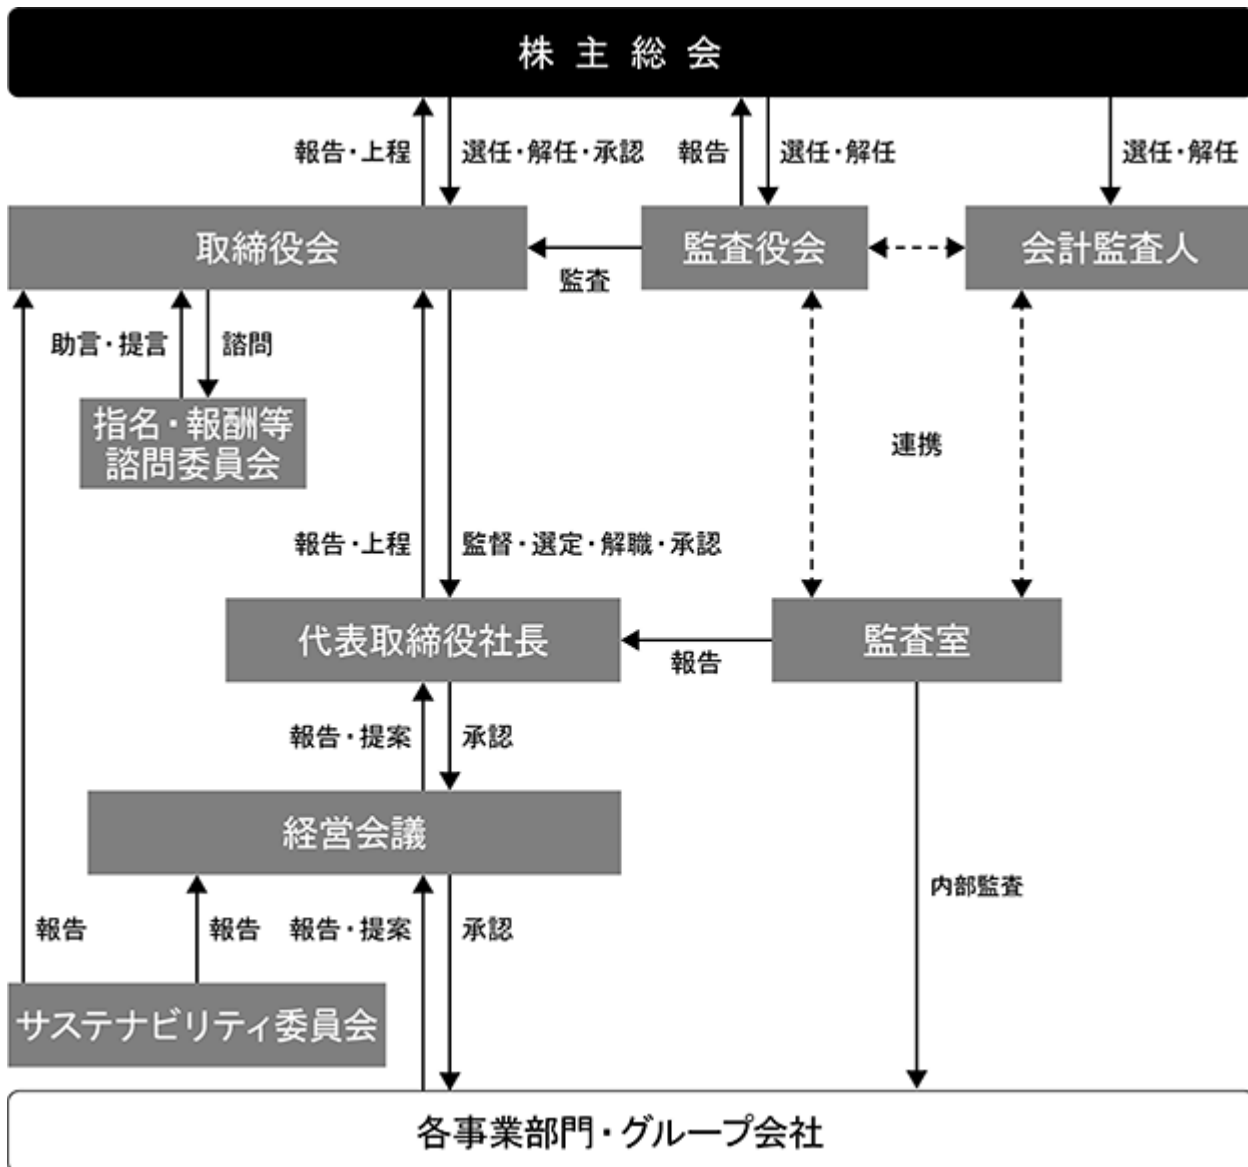 株主総会
報告・上程
選任・解任・承認
報告
選任・解任
選任・解任
取締役会
監査役会
会計監査人
監査
助言・提言
諮問
指名・報酬等
諮問委員会
連携
報告・上程
監督・選定・解職・承認
代表取締役社長
監査室
報告
報告・提案
承認
経営会議
内部監査
報告
報告
報告・提案
承認
サステナビリティ委員会
各事業部門・グループ会社